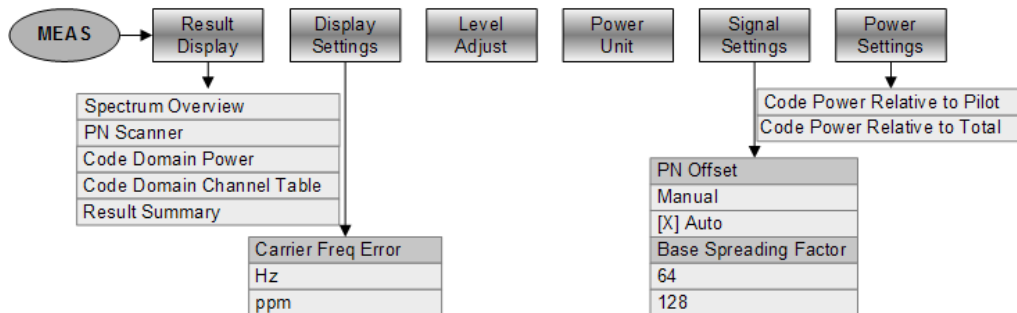 MEAS
Result
Display
Display
Settings
Level
Adjust
Power
Unit
Signal
Settings
Power
Settings
Spectrum Overview
PN Scanner
Code Domain Power
Code Domain Channel Table
Result Summary
Carrier Freq Error
Hz
ppm
Code Power Relative to Pilot
Code Power Relative to Total
PN Offset
Manual
[X] Auto
Base Spreading Factor
64
128